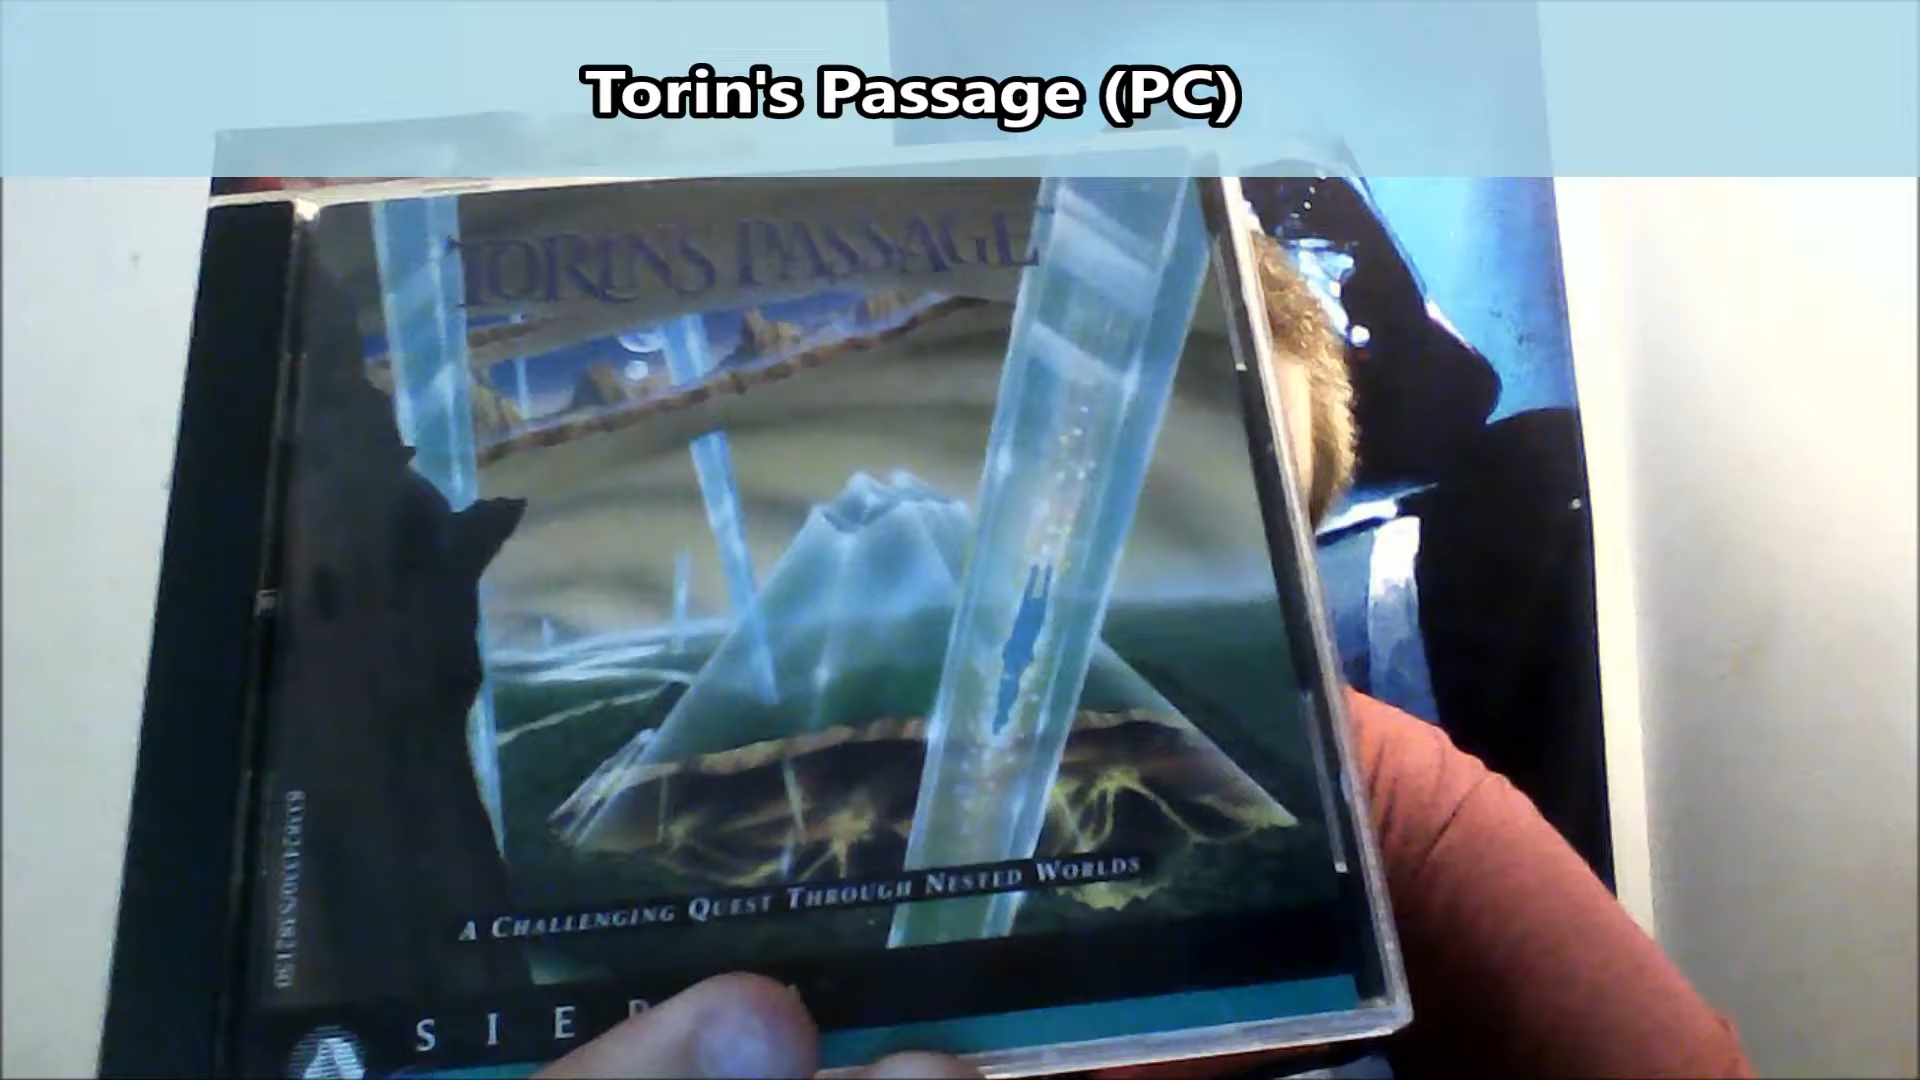 Torin's Passage (PC)
TORIN'S PASSAGE
A CHALLENGING QUEST THROUGH NESTED WORLDS
S I E